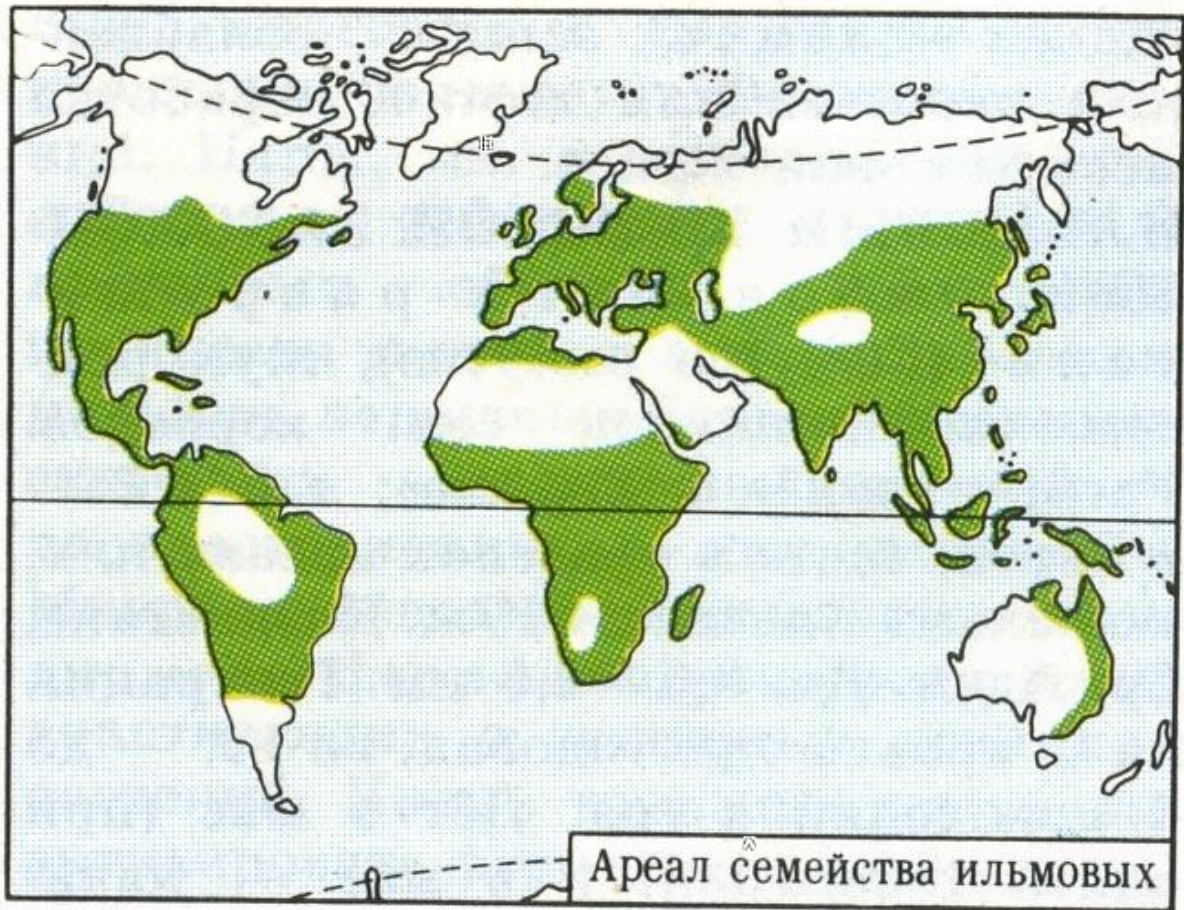 Ареал семейства ильмовых